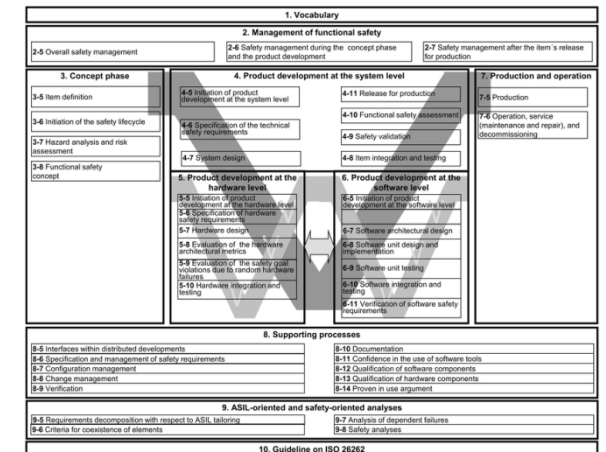 1. Vocabulary
2. Management of functional safety
2-5 Overall safety management
2-6 Safety management during the concept phase
and the product development
2-7 Safety management after the item's release
for production
3. Concept phase
3-5 Item definition
3-6 Initiation of the safety lifecycle
3-7 Hazard analysis and risk
assessment
3-8 Functional safety
concept
4. Product development at the system level
4-5 Initiation of product
development at the system level
4-6 Specification of the technical
safety requirements
4-7 System design
4-11 Release for production
4-10 Functional safety assessment
4-9 Safety validation
4-8 Item integration and testing
7. Production and operation
7-5 Production
7-6 Operation, service
(maintenance and repair), and
decommissioning
5. Product development at the
hardware level
5-5 Initiation of product
development at the hardware level
5-6 Specification of hardware
safety requirements
5-7 Hardware design
5-8 Evaluation of the hardware
architectural metrics
5-9 Evaluation of the safety goal
violations due to random hardware
failures
5-10 Hardware integration and
testing
6. Product development at the
software level
6-5 Initiation of product
development at the software level
6-7 Software architectural design
6-8 Software unit design and
implementation
6-9 Software unit testing
6-10 Software integration and
testing
6-11 Verification of software safety
requirements
8. Supporting processes
8-5 Interfaces within distributed developments
8-6 Specification and management of safety requirements
8-7 Configuration management
8-8 Change management
8-9 Verification
8-10 Documentation
8-11 Confidence in the use of software tools
8-12 Qualification of software components
8-13 Qualification of hardware components
8-14 Proven in use argument
9. ASIL-oriented and safety-oriented analyses
9-5 Requirements decomposition with respect to ASIL tailoring
9-6 Criteria for coexistence of elements
9-7 Analysis of dependent failures
9-8 Safety analyses
10. Guideline on ISO 26262